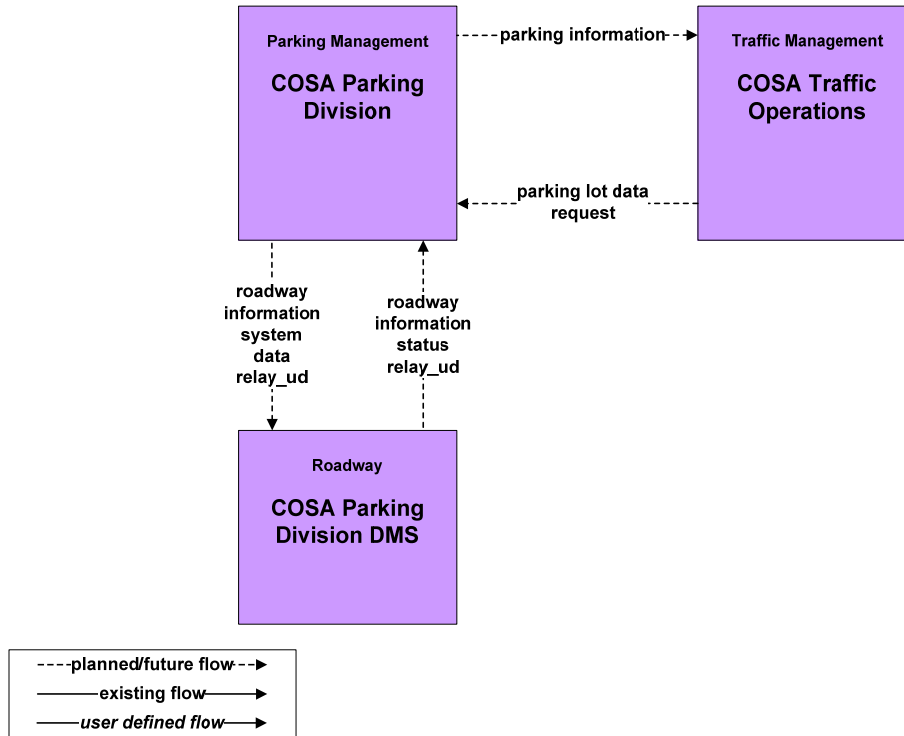 Parking Management
COSA Parking
Division
parking information
Traffic Management
COSA Traffic
Operations
parking lot data
request
roadway
information
system
data
relay_ud
roadway
information
status
relay_ud
Roadway
COSA Parking
Division DMS
planned/future flow
existing flow
user defined flow